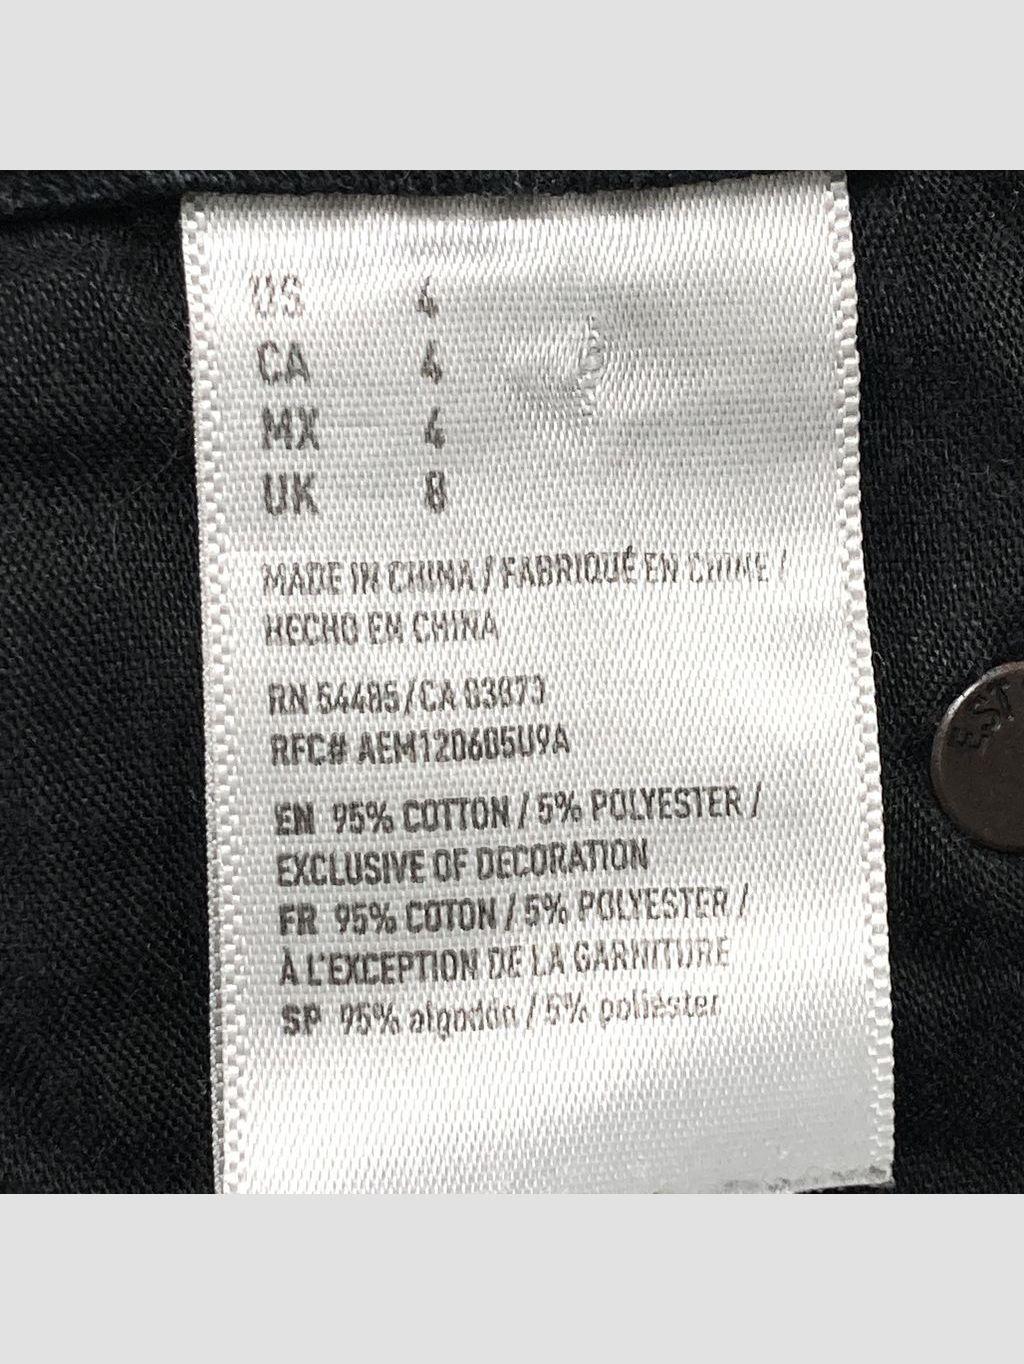 US 4
CA 4
MX 4
UK 8
MADE IN CHINA / FABRIQUÉ EN CHINE /
HECHO EN CHINA
RN 54485 / CA 03873
RFC# AEM120605U9A
EN 95% COTTON / 5% POLYESTER /
EXCLUSIVE OF DECORATION
FR 95% COTON / 5% POLYESTER /
À L'EXCEPTION DE LA GARNITURE
SP 95% algodón / 5% poliéster
EST